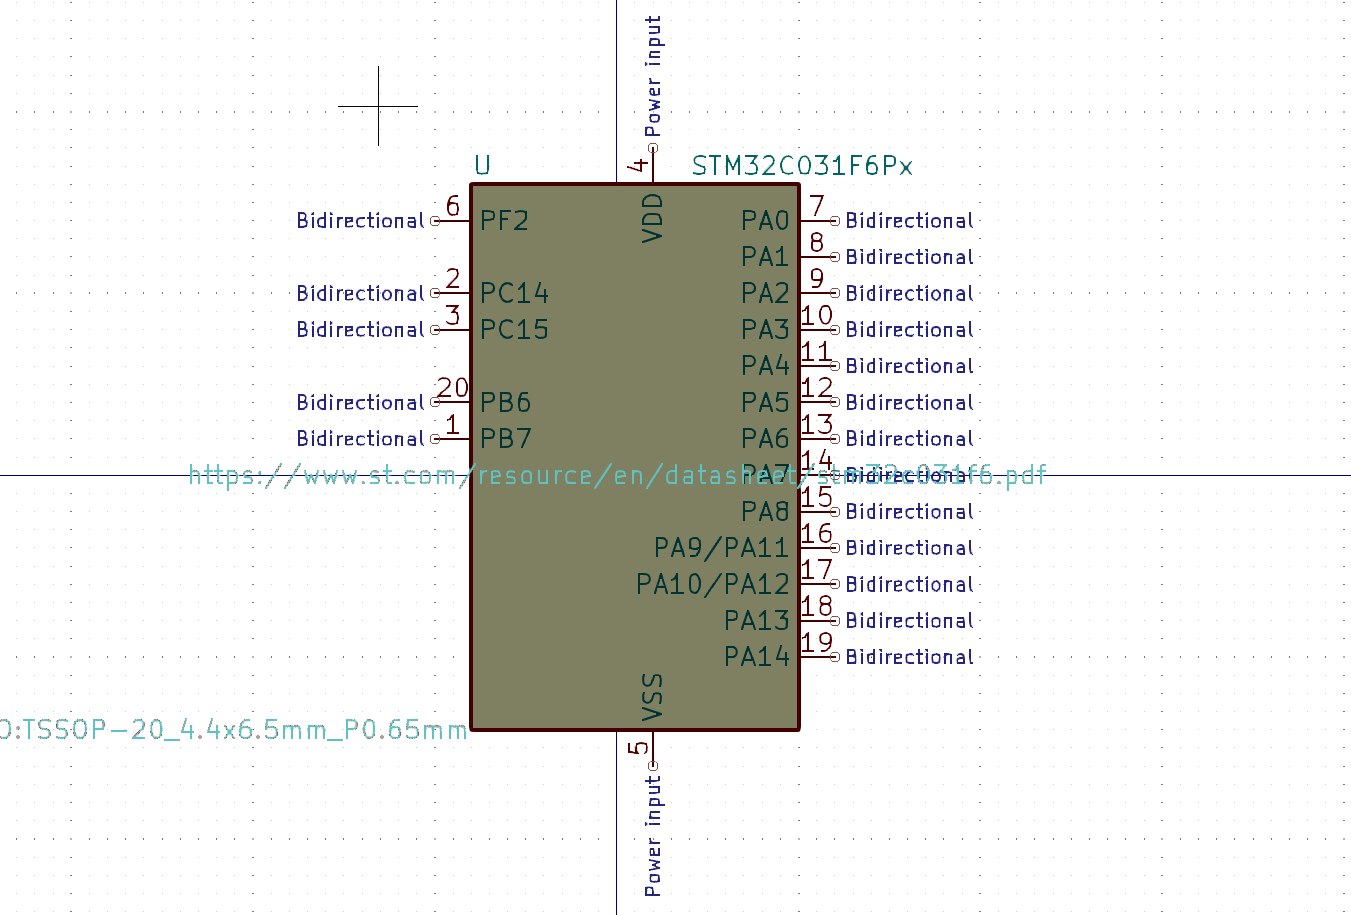 Power input
4
U STM32C031F6Px
VDD
Bidirectional 6 PF2 PA0 7 Bidirectional
PA1 8 Bidirectional
Bidirectional 2 PC14 PA2 9 Bidirectional
Bidirectional 3 PC15 PA3 10 Bidirectional
PA4 11 Bidirectional
Bidirectional 20 PB6 PA5 12 Bidirectional
Bidirectional 1 PB7 PA6 13 Bidirectional
PA7 14 Bidirectional
https://www.st.com/resource/en/datasheet/stm32c031f6.pdf
PA8 15 Bidirectional
PA9/PA11 16 Bidirectional
PA10/PA12 17 Bidirectional
PA13 18 Bidirectional
PA14 19 Bidirectional
VSS
O:TSSOP-20_4.4x6.5mm_P0.65mm
5
Power input